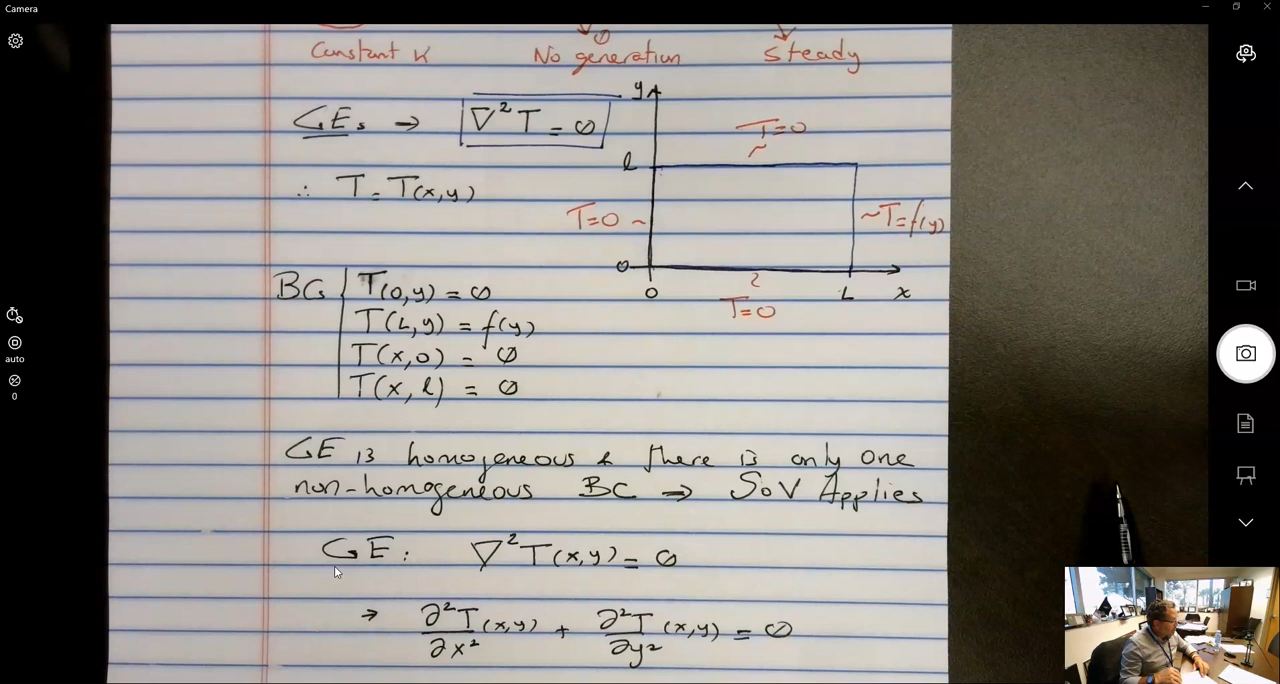 Camera
Constant K No generation Steady
0
GEs → ∇²T = 0
y
T=0
l
∴ T = T(x,y)
T=0 ~ ~T=f(y)
0
0 L x
T=0
BCs T(0,y) = 0
T(L,y) = f(y)
T(x,0) = 0
T(x,l) = 0
auto
0
GE is homogeneous & there is only one
non-homogeneous BC ⇒ SoV Applies
GE: ∇²T(x,y) = 0
→ ∂²T/∂x² (x,y) + ∂²T/∂y² (x,y) = 0